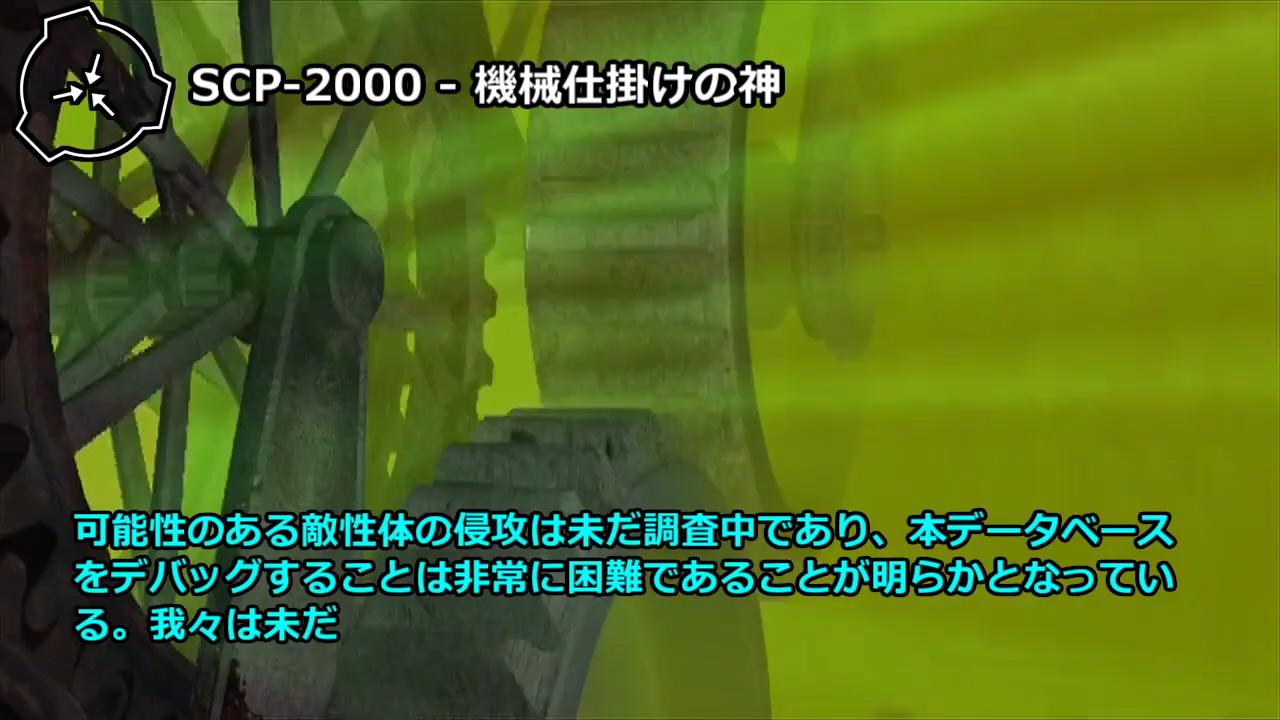 SCP-2000 - 機械仕掛けの神
可能性のある敵性体の侵攻は未だ調査中であり、本データベース
をデバッグすることは非常に困難であることが明らかとなってい
る。我々は未だ